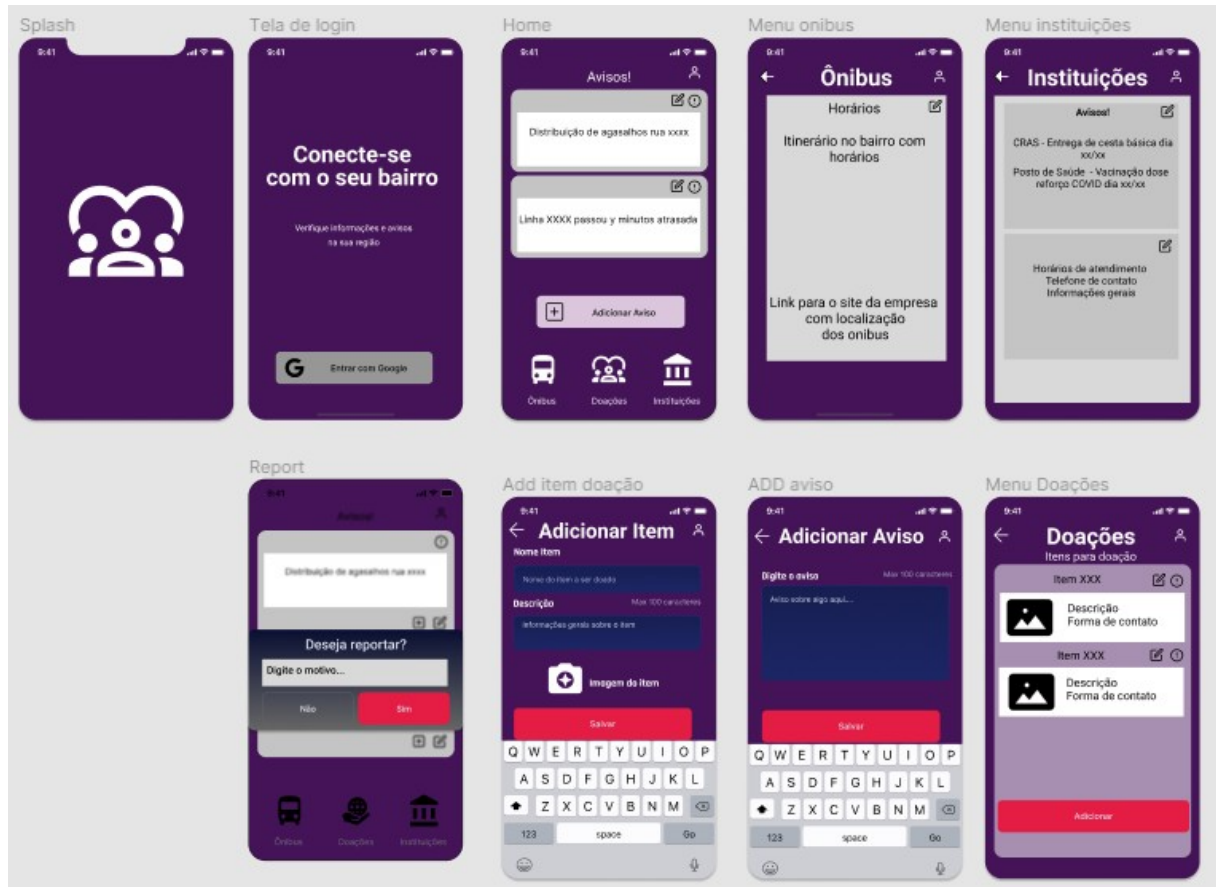 Splash
9:41
Tela de login
9:41
Conecte-se
com o seu bairro
Verifique informações e avisos
na sua região
G
Entrar com Google
Home
9:41
Avisos!
Distribuição de agasalhos rua xxxx
Linha XXXX passou y minutos atrasada
Adicionar Aviso
Ônibus
Doações
Instituições
Menu onibus
9:41
Ônibus
Horários
Itinerário no bairro com
horários
Link para o site da empresa
com localização
dos onibus
Menu instituições
9:41
Instituições
Avisos!
CRAS - Entrega de cesta básica dia
xx/xx
Posto de Saúde - Vacinação dose
reforço COVID dia xx/xx
Horários de atendimento
Telefone de contato
Informações gerais
Report
9:41
Avisos!
Distribuição de agasalhos rua xxxx
Deseja reportar?
Digite o motivo...
Não
Sim
Ônibus
Doações
Instituições
Add item doação
9:41
Adicionar Item
Nome Item
Nome do item a ser doado
Descrição
Max 100 caracteres
Informações gerais sobre o item
Imagem do item
Salvar
Q W E R T Y U I O P
A S D F G H J K L
Z X C V B N M
123
space
Go
ADD aviso
9:41
Adicionar Aviso
Digite o aviso
Max 100 caracteres
Aviso sobre algo aqui...
Salvar
Q W E R T Y U I O P
A S D F G H J K L
Z X C V B N M
123
space
Go
Menu Doações
9:41
Doações
Itens para doação
Item XXX
Descrição
Forma de contato
Item XXX
Descrição
Forma de contato
Adicionar